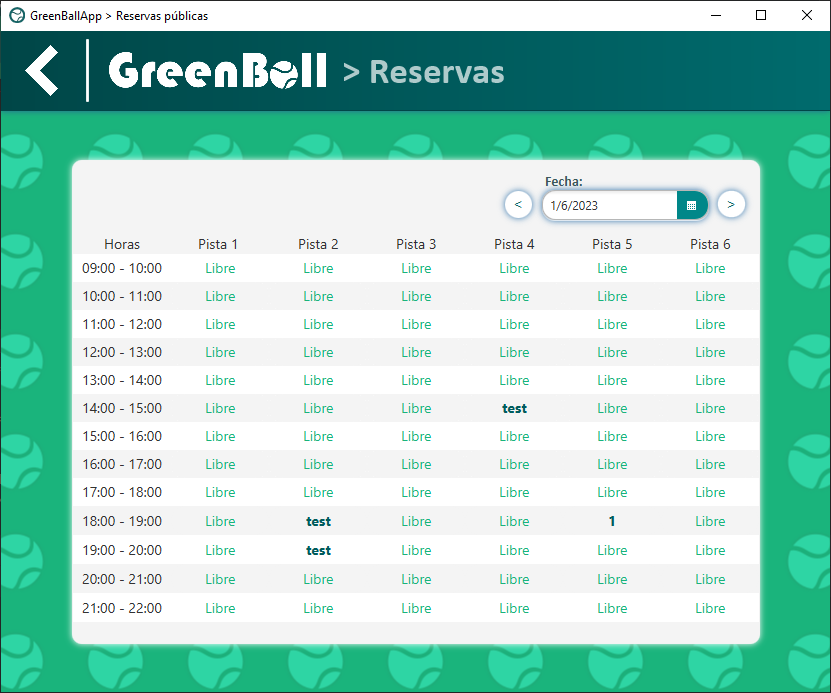 GreenBallApp > Reservas públicas
GreenBall > Reservas
Fecha:
< 1/6/2023 >
Horas Pista 1 Pista 2 Pista 3 Pista 4 Pista 5 Pista 6
09:00 - 10:00 Libre Libre Libre Libre Libre Libre
10:00 - 11:00 Libre Libre Libre Libre Libre Libre
11:00 - 12:00 Libre Libre Libre Libre Libre Libre
12:00 - 13:00 Libre Libre Libre Libre Libre Libre
13:00 - 14:00 Libre Libre Libre Libre Libre Libre
14:00 - 15:00 Libre Libre Libre test Libre Libre
15:00 - 16:00 Libre Libre Libre Libre Libre Libre
16:00 - 17:00 Libre Libre Libre Libre Libre Libre
17:00 - 18:00 Libre Libre Libre Libre Libre Libre
18:00 - 19:00 Libre test Libre Libre 1 Libre
19:00 - 20:00 Libre test Libre Libre Libre Libre
20:00 - 21:00 Libre Libre Libre Libre Libre Libre
21:00 - 22:00 Libre Libre Libre Libre Libre Libre